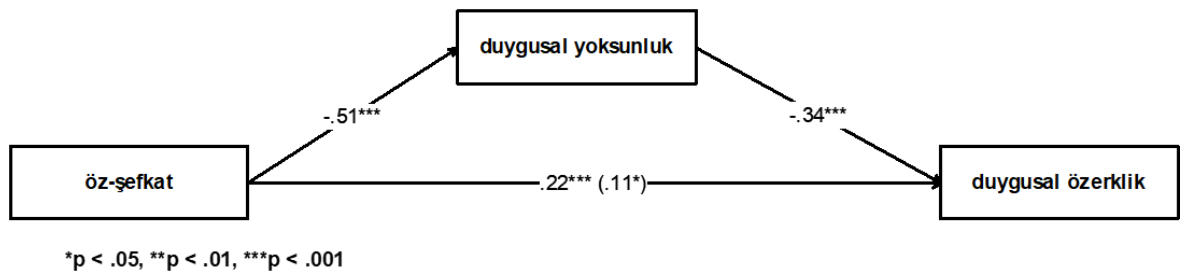 duygusal yoksunluk
-.51***
-.34***
öz-şefkat
.22*** (.11*)
duygusal özerklik
*p < .05, **p < .01, ***p < .001